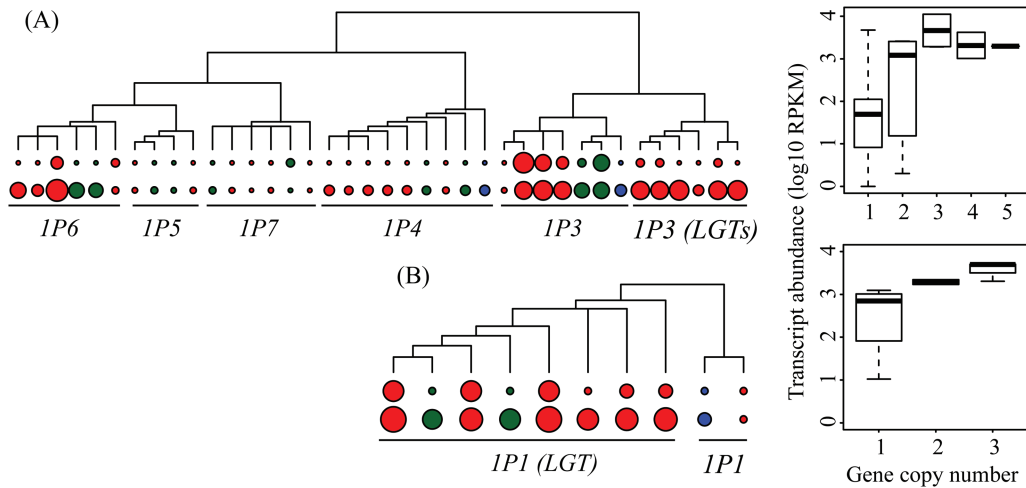 (A)
1P6 1P5 1P7 1P4 1P3 1P3 (LGTs)
(B)
1P1 (LGT) 1P1
Transcript abundance (log10 RPKM)
4
3
2
1
0
1 2 3 4 5
4
3
2
1
0
1 2 3
Gene copy number